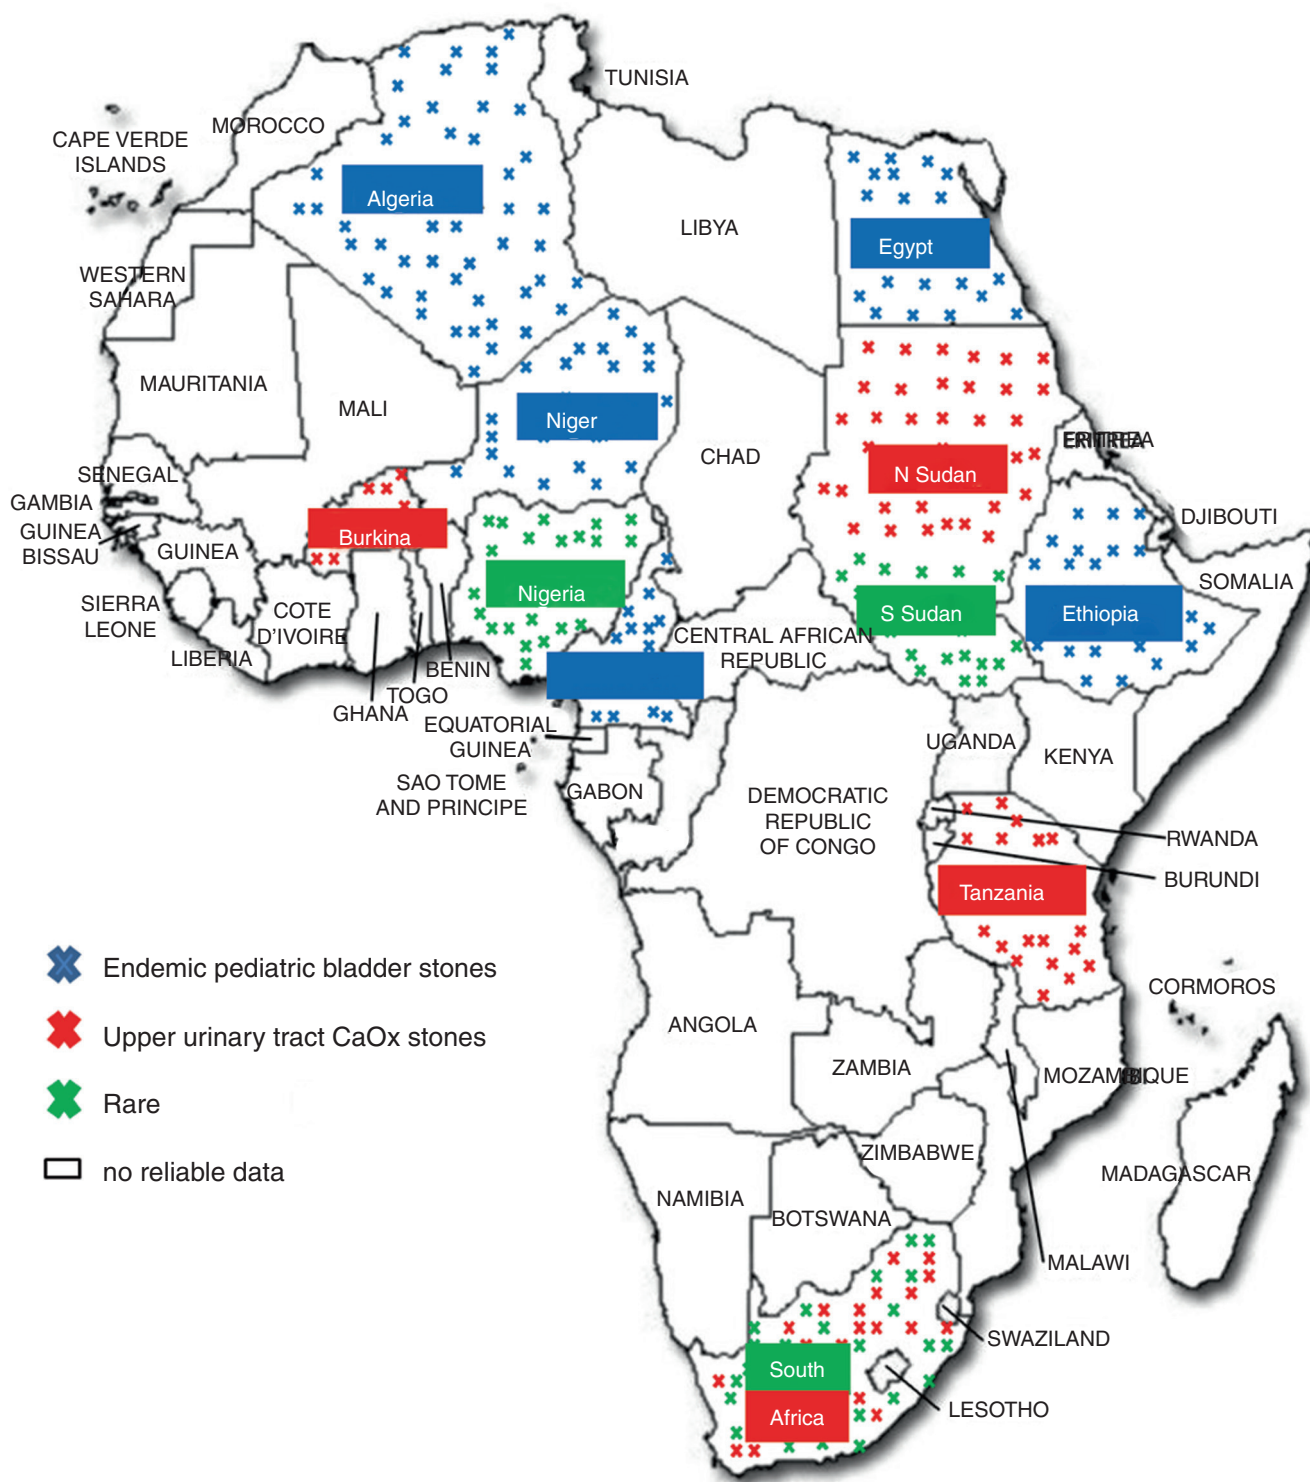 TUNISIA
MOROCCO
CAPE VERDE
ISLANDS
Algeria
LIBYA
Egypt
WESTERN
SAHARA
MAURITANIA
MALI
Niger
CHAD
N Sudan
ERITREA
SENEGAL
GAMBIA
GUINEA
BISSAU
GUINEA
Burkina
DJIBOUTI
SOMALIA
SIERRA
LEONE
COTE
D'IVOIRE
LIBERIA
Nigeria
S Sudan
Ethiopia
CENTRAL AFRICAN
REPUBLIC
BENIN
TOGO
GHANA
EQUATORIAL
GUINEA
SAO TOME
AND PRINCIPE
GABON
UGANDA
KENYA
DEMOCRATIC
REPUBLIC
OF CONGO
RWANDA
BURUNDI
Tanzania
Endemic pediatric bladder stones
Upper urinary tract CaOx stones
Rare
no reliable data
CORMOROS
ANGOLA
ZAMBIA
MOZAMBIQUE
ZIMBABWE
MADAGASCAR
NAMIBIA
BOTSWANA
MALAWI
SWAZILAND
LESOTHO
South
Africa